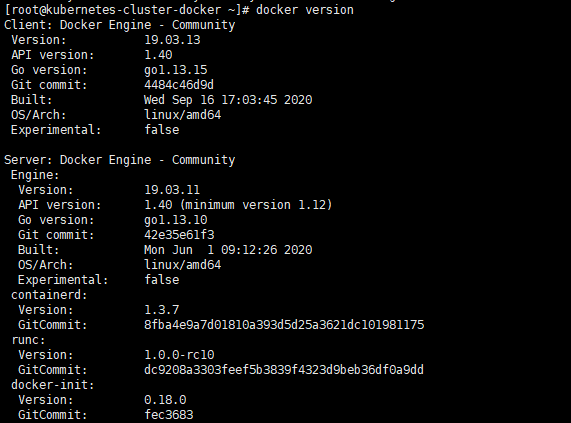 [root@kubernetes-cluster-docker ~]# docker version
Client: Docker Engine - Community
 Version:           19.03.13
 API version:       1.40
 Go version:        go1.13.15
 Git commit:        4484c46d9d
 Built:             Wed Sep 16 17:03:45 2020
 OS/Arch:           linux/amd64
 Experimental:      false

Server: Docker Engine - Community
 Engine:
  Version:          19.03.11
  API version:      1.40 (minimum version 1.12)
  Go version:       go1.13.10
  Git commit:       42e35e61f3
  Built:            Mon Jun  1 09:12:26 2020
  OS/Arch:          linux/amd64
  Experimental:     false
 containerd:
  Version:          1.3.7
  GitCommit:        8fba4e9a7d01810a393d5d25a3621dc101981175
 runc:
  Version:          1.0.0-rc10
  GitCommit:        dc9208a3303feef5b3839f4323d9beb36df0a9dd
 docker-init:
  Version:          0.18.0
  GitCommit:        fec3683